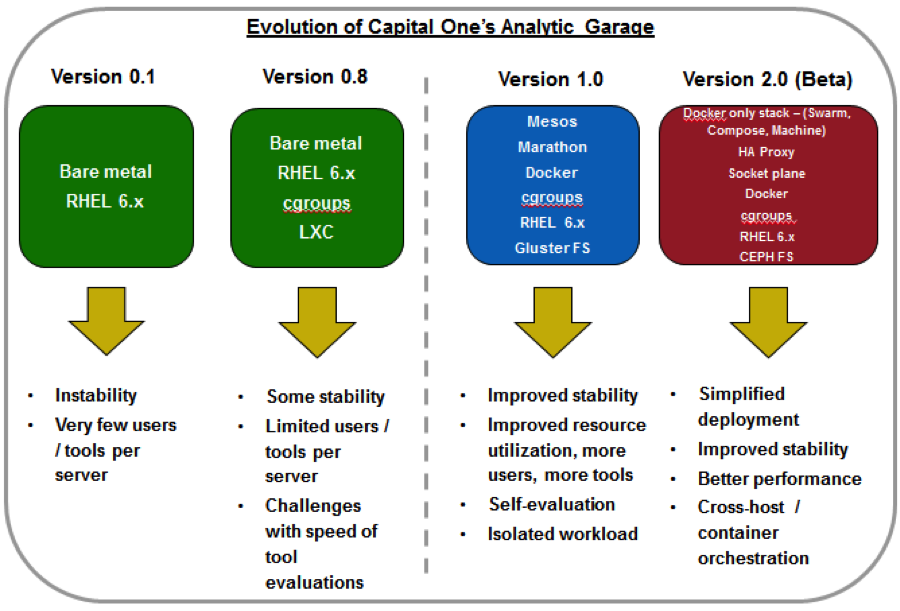 Evolution of Capital One's Analytic Garage
Version 0.1
Bare metal
RHEL 6.x
• Instability
• Very few users
/ tools per
server
Version 0.8
Bare metal
RHEL 6.x
cgroups
LXC
• Some stability
• Limited users /
tools per
server
• Challenges
with speed of
tool
evaluations
Version 1.0
Mesos
Marathon
Docker
cgroups
RHEL 6.x
Gluster FS
• Improved stability
• Improved resource
utilization, more
users, more tools
• Self-evaluation
• Isolated workload
Version 2.0 (Beta)
Docker only stack – (Swarm,
Compose, Machine)
HA Proxy
Socket plane
Docker
cgroups
RHEL 6.x
CEPH FS
• Simplified
deployment
• Improved stability
• Better performance
• Cross-host /
container
orchestration